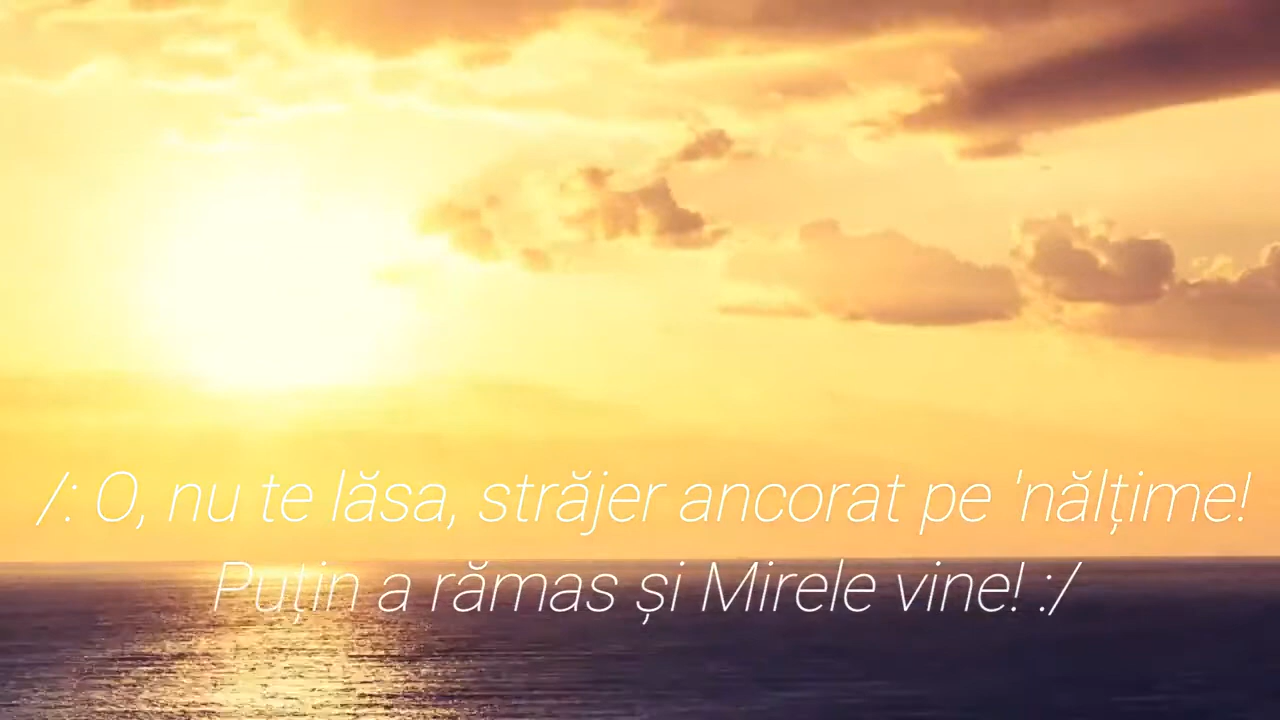 /: O, nu te lăsa, străjer ancorat pe 'nălțime!
Puțin a rămas și Mirele vine! :/